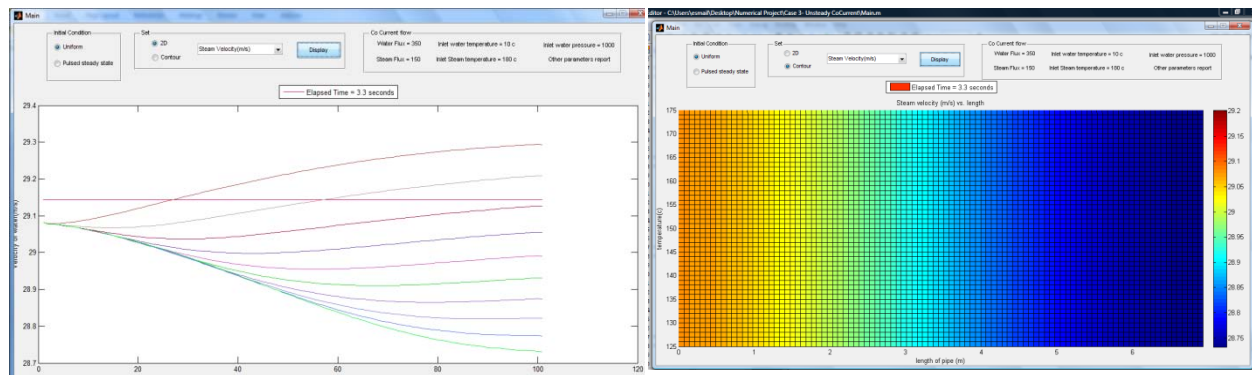 Main
Initial Condition
Uniform
Pulsed steady state
Set
2D
Contour
Steam Velocity(m/s)
Display
Co Current flow
Water Flux = 350
Inlet water temperature = 10 c
Inlet water pressure = 1000
Steam Flux = 150
Inlet Steam temperature = 180 c
Other parameters report
Elapsed Time = 3.3 seconds
29.4
29.3
29.2
29.1
29
28.9
28.8
28.7
0
20
40
60
80
100
120
Velocity of water(m/s)
Editor - C:\Users\esmail\Desktop\Numerical Project\Case 3- Unsteady CoCurrent\Main.m
Main
Initial Condition
Uniform
Pulsed steady state
Set
2D
Contour
Steam Velocity(m/s)
Display
Co Current flow
Water Flux = 350
Inlet water temperature = 10 c
Inlet water pressure = 1000
Steam Flux = 150
Inlet Steam temperature = 180 c
Other parameters report
Elapsed Time = 3.3 seconds
Steam velocity (m/s) vs. length
175
170
165
160
155
150
145
140
135
130
125
temperature(c)
0
1
2
3
4
5
6
length of pipe (m)
29.2
29.15
29.1
29.05
29
28.95
28.9
28.85
28.8
28.75